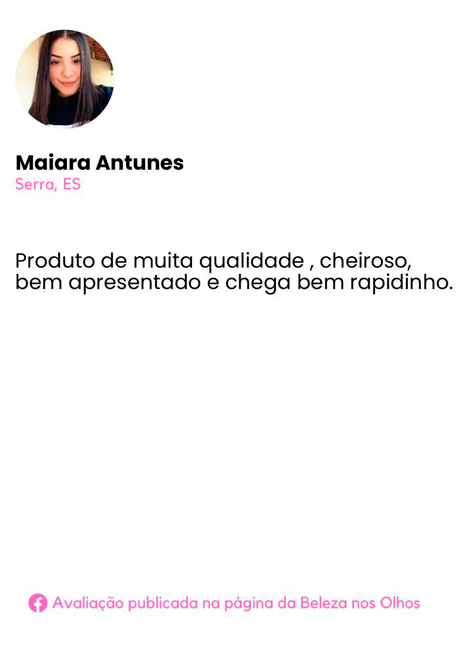 Maiara Antunes
Serra, ES
Produto de muita qualidade , cheiroso,
bem apresentado e chega bem rapidinho.
Avaliação publicada na página da Beleza nos Olhos